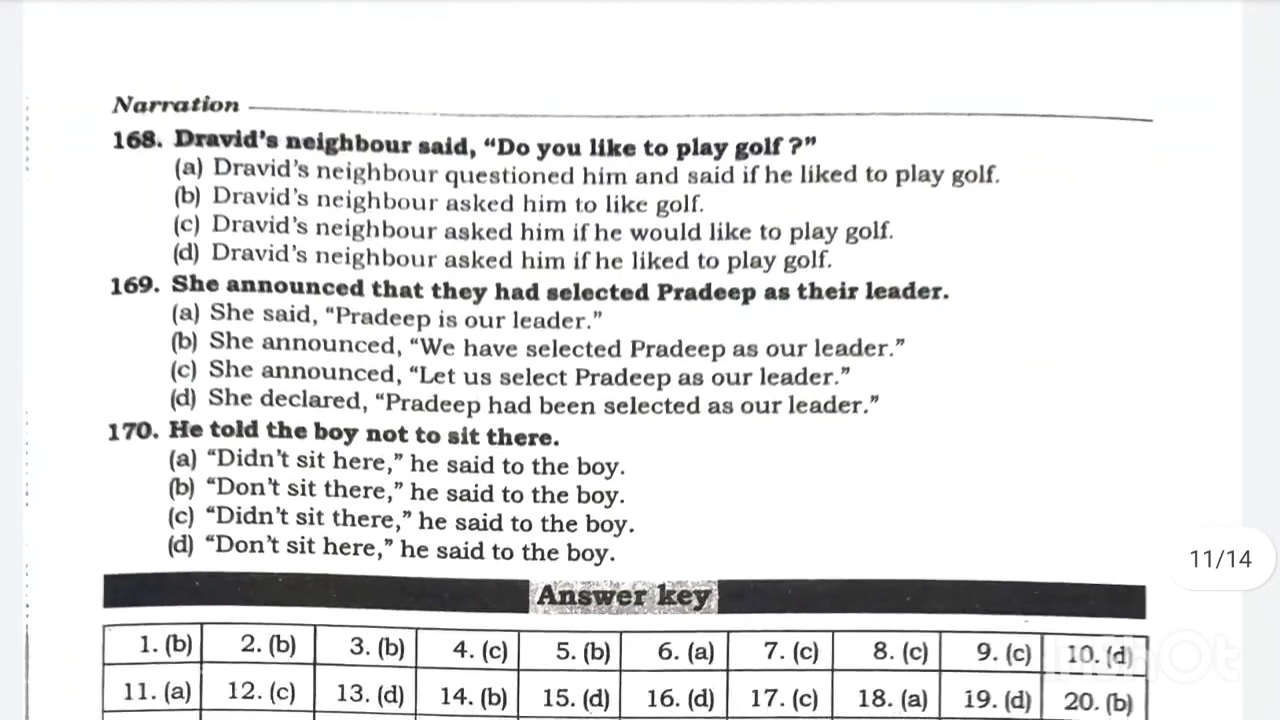 Narration
168. Dravid's neighbour said, "Do you like to play golf ?"
(a) Dravid's neighbour questioned him and said if he liked to play golf.
(b) Dravid's neighbour asked him to like golf.
(c) Dravid's neighbour asked him if he would like to play golf.
(d) Dravid's neighbour asked him if he liked to play golf.
169. She announced that they had selected Pradeep as their leader.
(a) She said, "Pradeep is our leader."
(b) She announced, "We have selected Pradeep as our leader."
(c) She announced, "Let us select Pradeep as our leader."
(d) She declared, "Pradeep had been selected as our leader."
170. He told the boy not to sit there.
(a) "Didn't sit here," he said to the boy.
(b) "Don't sit there," he said to the boy.
(c) "Didn't sit there," he said to the boy.
(d) "Don't sit here," he said to the boy.
11/14
Answer key
1. (b) 2. (b) 3. (b) 4. (c) 5. (b) 6. (a) 7. (c) 8. (c) 9. (c) 10. (d)
11. (a) 12. (c) 13. (d) 14. (b) 15. (d) 16. (d) 17. (c) 18. (a) 19. (d) 20. (b)
InShOt